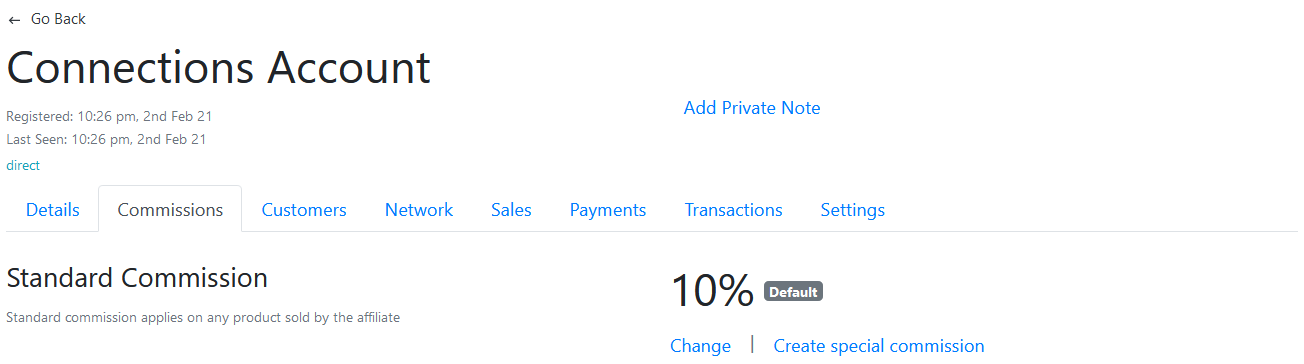 ← Go Back
Connections Account
Registered: 10:26 pm, 2nd Feb 21
Add Private Note
Last Seen: 10:26 pm, 2nd Feb 21
direct
Details Commissions Customers Network Sales Payments Transactions Settings
Standard Commission
10% Default
Standard commission applies on any product sold by the affiliate
Change | Create special commission